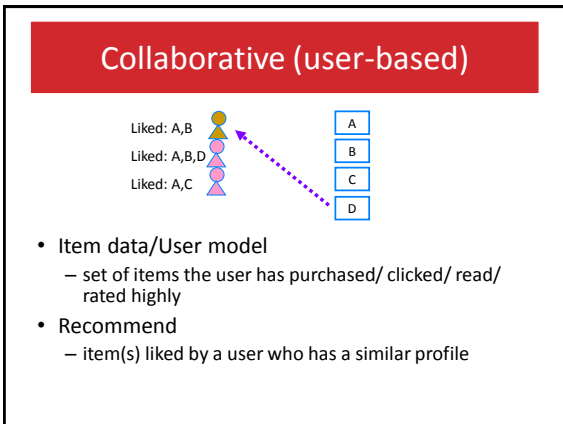 Collaborative (user-based)
Liked: A,B
Liked: A,B,D
Liked: A,C
A
B
C
D
• Item data/User model
– set of items the user has purchased/ clicked/ read/
rated highly
• Recommend
– item(s) liked by a user who has a similar profile